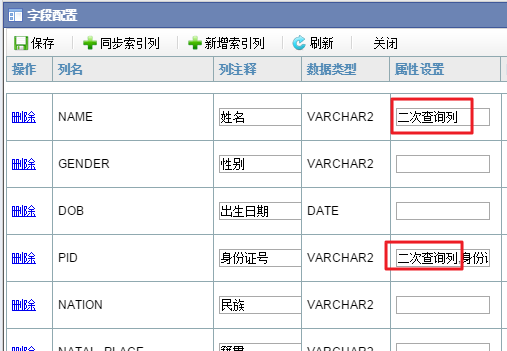 字段配置
保存 同步索引列 新增索引列 刷新 关闭
操作 列名 列注释 数据类型 属性设置
删除 NAME 姓名 VARCHAR2 二次查询列
删除 GENDER 性别 VARCHAR2
删除 DOB 出生日期 DATE
删除 PID 身份证号 VARCHAR2 二次查询列,身份
删除 NATION 民族 VARCHAR2
删除 NATAL_PLACE 籍贯 VARCHAR2